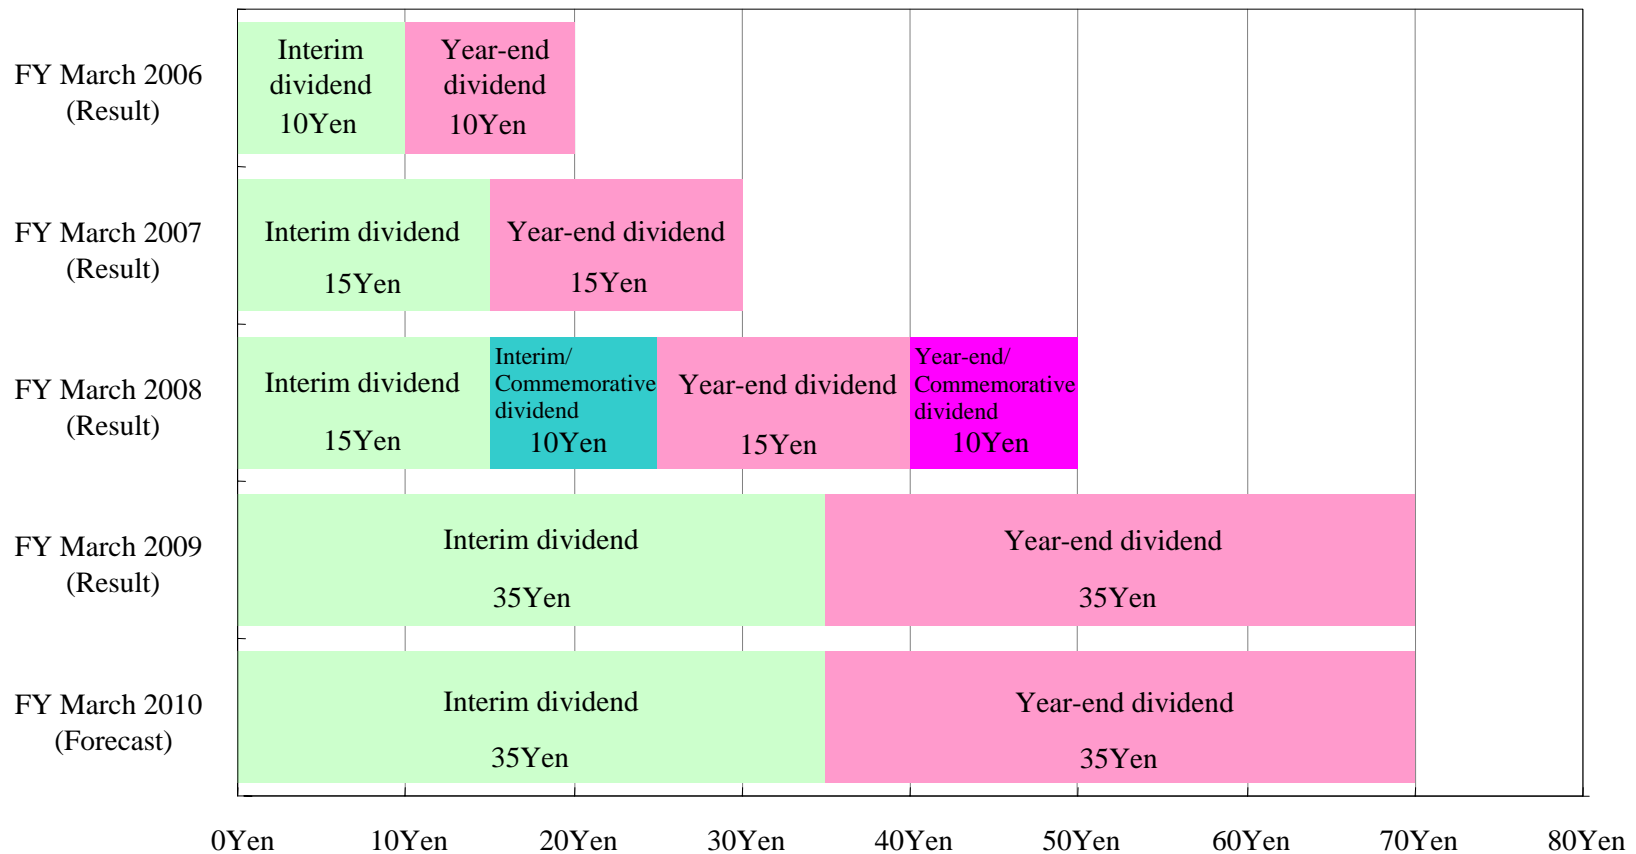 FY March 2006
(Result)
Interim
dividend
10Yen
Year-end
dividend
10Yen
FY March 2007
(Result)
Interim dividend
15Yen
Year-end dividend
15Yen
FY March 2008
(Result)
Interim dividend
15Yen
Interim/
Commemorative
dividend
10Yen
Year-end dividend
15Yen
Year-end/
Commemorative
dividend
10Yen
FY March 2009
(Result)
Interim dividend
35Yen
Year-end dividend
35Yen
FY March 2010
(Forecast)
Interim dividend
35Yen
Year-end dividend
35Yen
0Yen 10Yen 20Yen 30Yen 40Yen 50Yen 60Yen 70Yen 80Yen